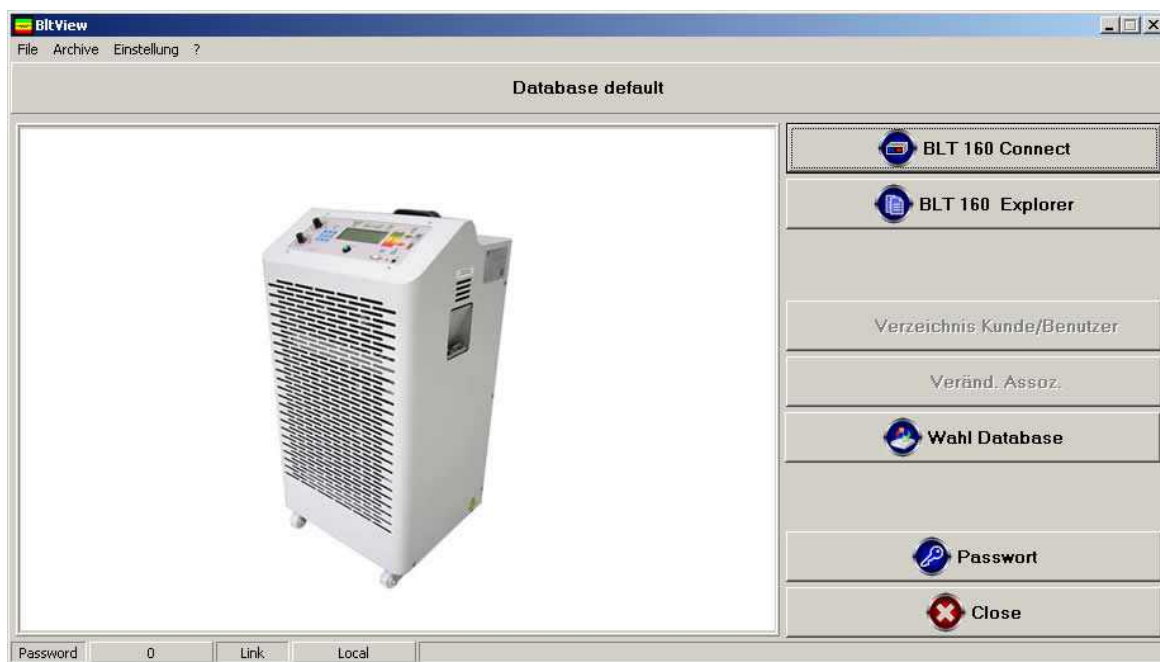 BltView
File Archive Einstellung ?
Database default
BLT 160 Connect
BLT 160 Explorer
Verzeichnis Kunde/Benutzer
Veränd. Assoz.
Wahl Database
Passwort
Close
Password 0 Link Local